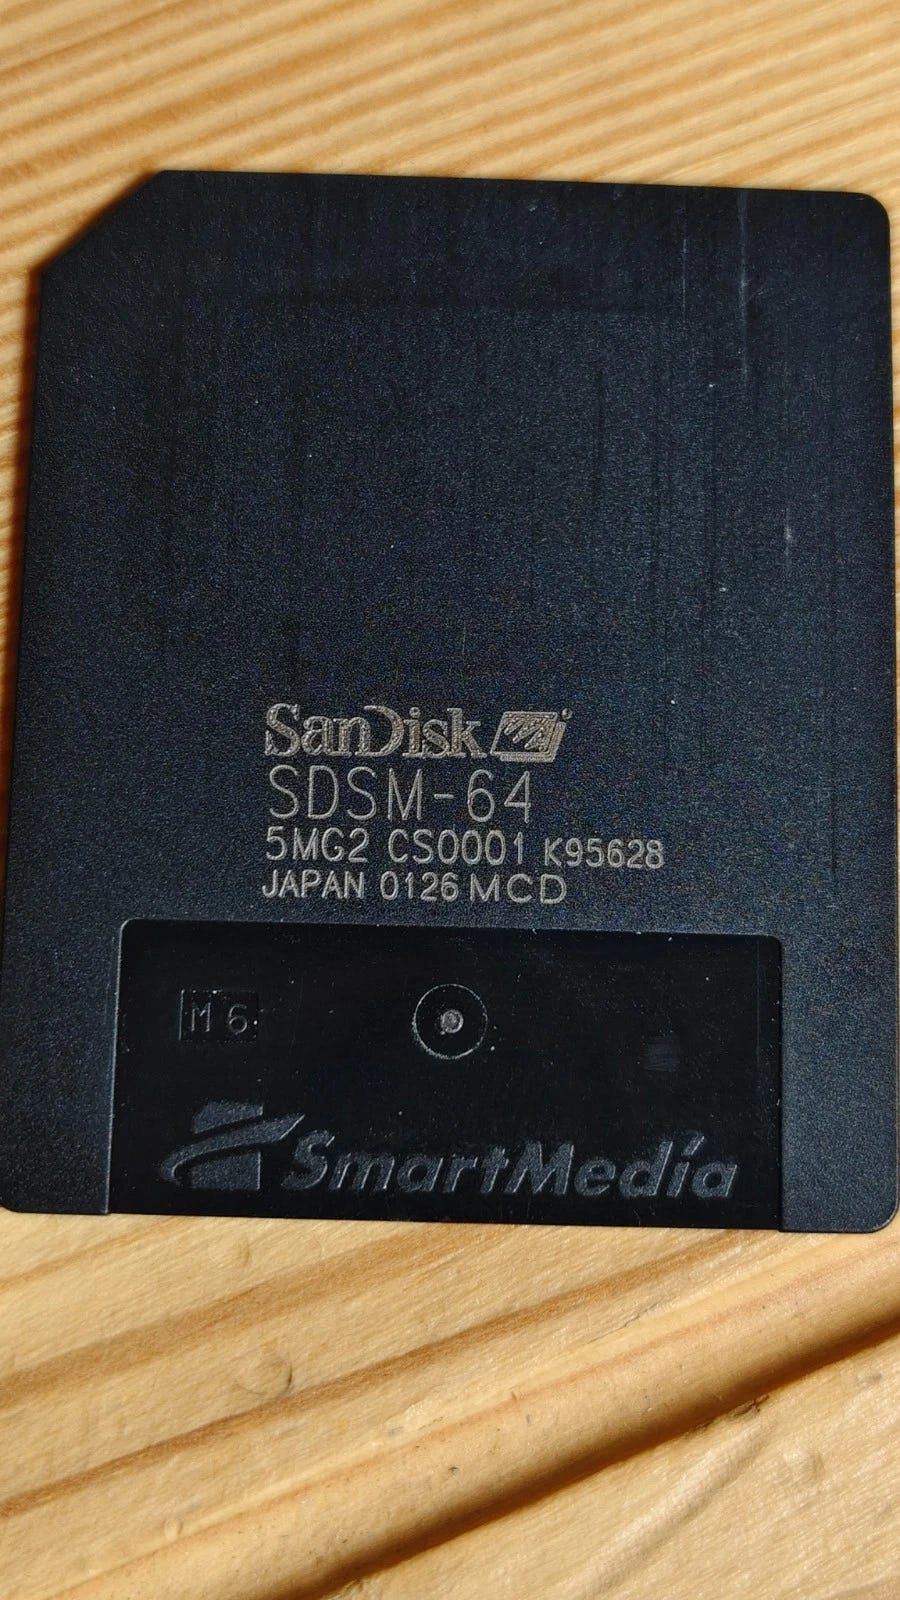 SanDisk
SDSM-64
5MG2 CS0001 K95628
JAPAN 0126 MCD
M 6
SmartMedia